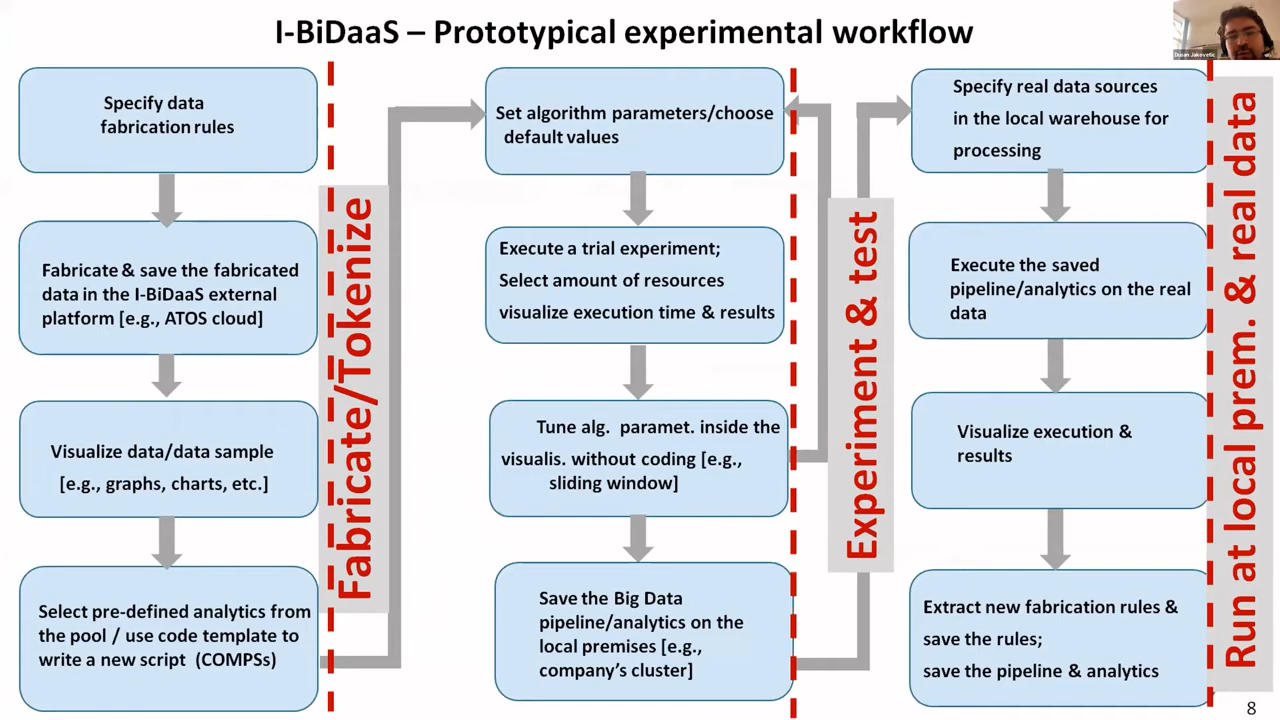 I-BiDaaS – Prototypical experimental workflow
Dusan Jakovetic
Specify data
fabrication rules
Fabricate & save the fabricated
data in the I-BiDaaS external
platform [e.g., ATOS cloud]
Visualize data/data sample
[e.g., graphs, charts, etc.]
Select pre-defined analytics from
the pool / use code template to
write a new script (COMPSs)
Fabricate/Tokenize
Set algorithm parameters/choose
default values
Execute a trial experiment;
Select amount of resources
visualize execution time & results
Tune alg. paramet. inside the
visualis. without coding [e.g.,
sliding window]
Save the Big Data
pipeline/analytics on the
local premises [e.g.,
company's cluster]
Experiment & test
Specify real data sources
in the local warehouse for
processing
Execute the saved
pipeline/analytics on the real
data
Visualize execution &
results
Extract new fabrication rules &
save the rules;
save the pipeline & analytics
Run at local prem. & real data
8